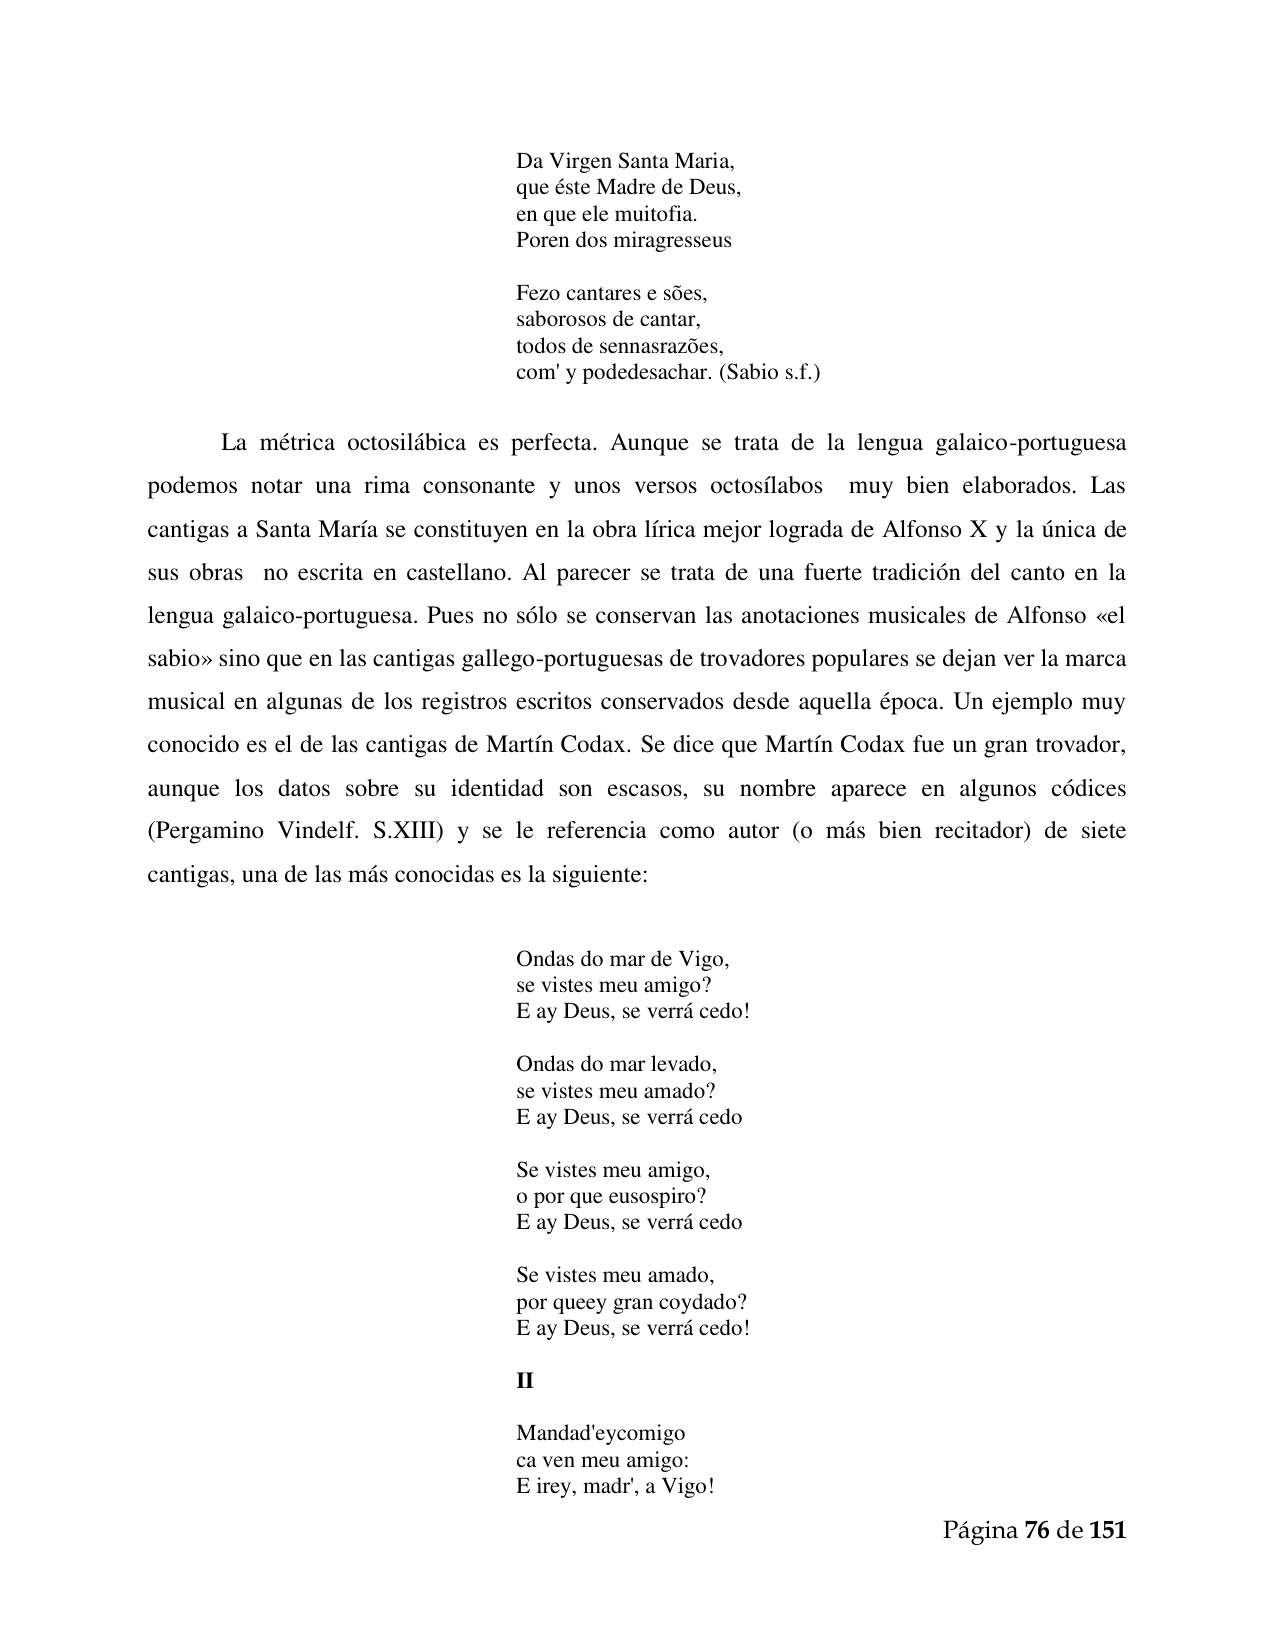 Da Virgen Santa Maria,
que éste Madre de Deus,
en que ele muitofia.
Poren dos miragresseus
Fezo cantares e sões,
saborosos de cantar,
todos de sennasrazões,
com' y podedesachar. (Sabio s.f.)
La métrica octosilábica es perfecta. Aunque se trata de la lengua galaico-portuguesa
podemos notar una rima consonante y unos versos octosílabos muy bien elaborados. Las
cantigas a Santa María se constituyen en la obra lírica mejor lograda de Alfonso X y la única de
sus obras no escrita en castellano. Al parecer se trata de una fuerte tradición del canto en la
lengua galaico-portuguesa. Pues no sólo se conservan las anotaciones musicales de Alfonso «el
sabio» sino que en las cantigas gallego-portuguesas de trovadores populares se dejan ver la marca
musical en algunas de los registros escritos conservados desde aquella época. Un ejemplo muy
conocido es el de las cantigas de Martín Codax. Se dice que Martín Codax fue un gran trovador,
aunque los datos sobre su identidad son escasos, su nombre aparece en algunos códices
(Pergamino Vindelf. S.XIII) y se le referencia como autor (o más bien recitador) de siete
cantigas, una de las más conocidas es la siguiente:
Ondas do mar de Vigo,
se vistes meu amigo?
E ay Deus, se verrá cedo!
Ondas do mar levado,
se vistes meu amado?
E ay Deus, se verrá cedo
Se vistes meu amigo,
o por que eusospiro?
E ay Deus, se verrá cedo
Se vistes meu amado,
por queey gran coydado?
E ay Deus, se verrá cedo!
II
Mandad'eycomigo
ca ven meu amigo:
E irey, madr', a Vigo!
Página 76 de 151